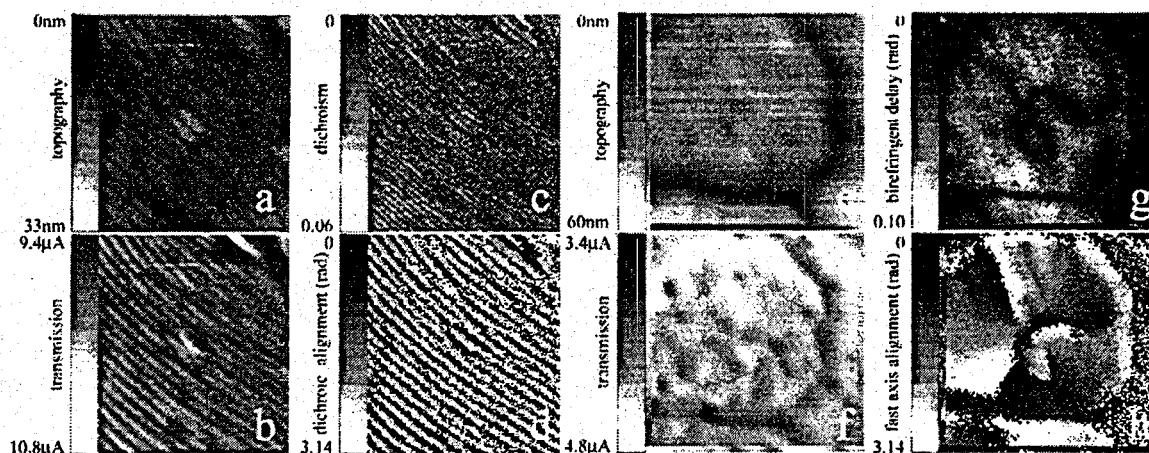 0nm
topography
33nm
a
0
dichroism
0.06
c
0nm
topography
60nm
e
0
birefringent delay (rad)
0.10
g
9.4μA
transmission
10.8μA
b
0
dichroic alignment (rad)
3.14
d
3.4μA
transmission
4.8μA
f
0
fast axis alignment (rad)
3.14
h